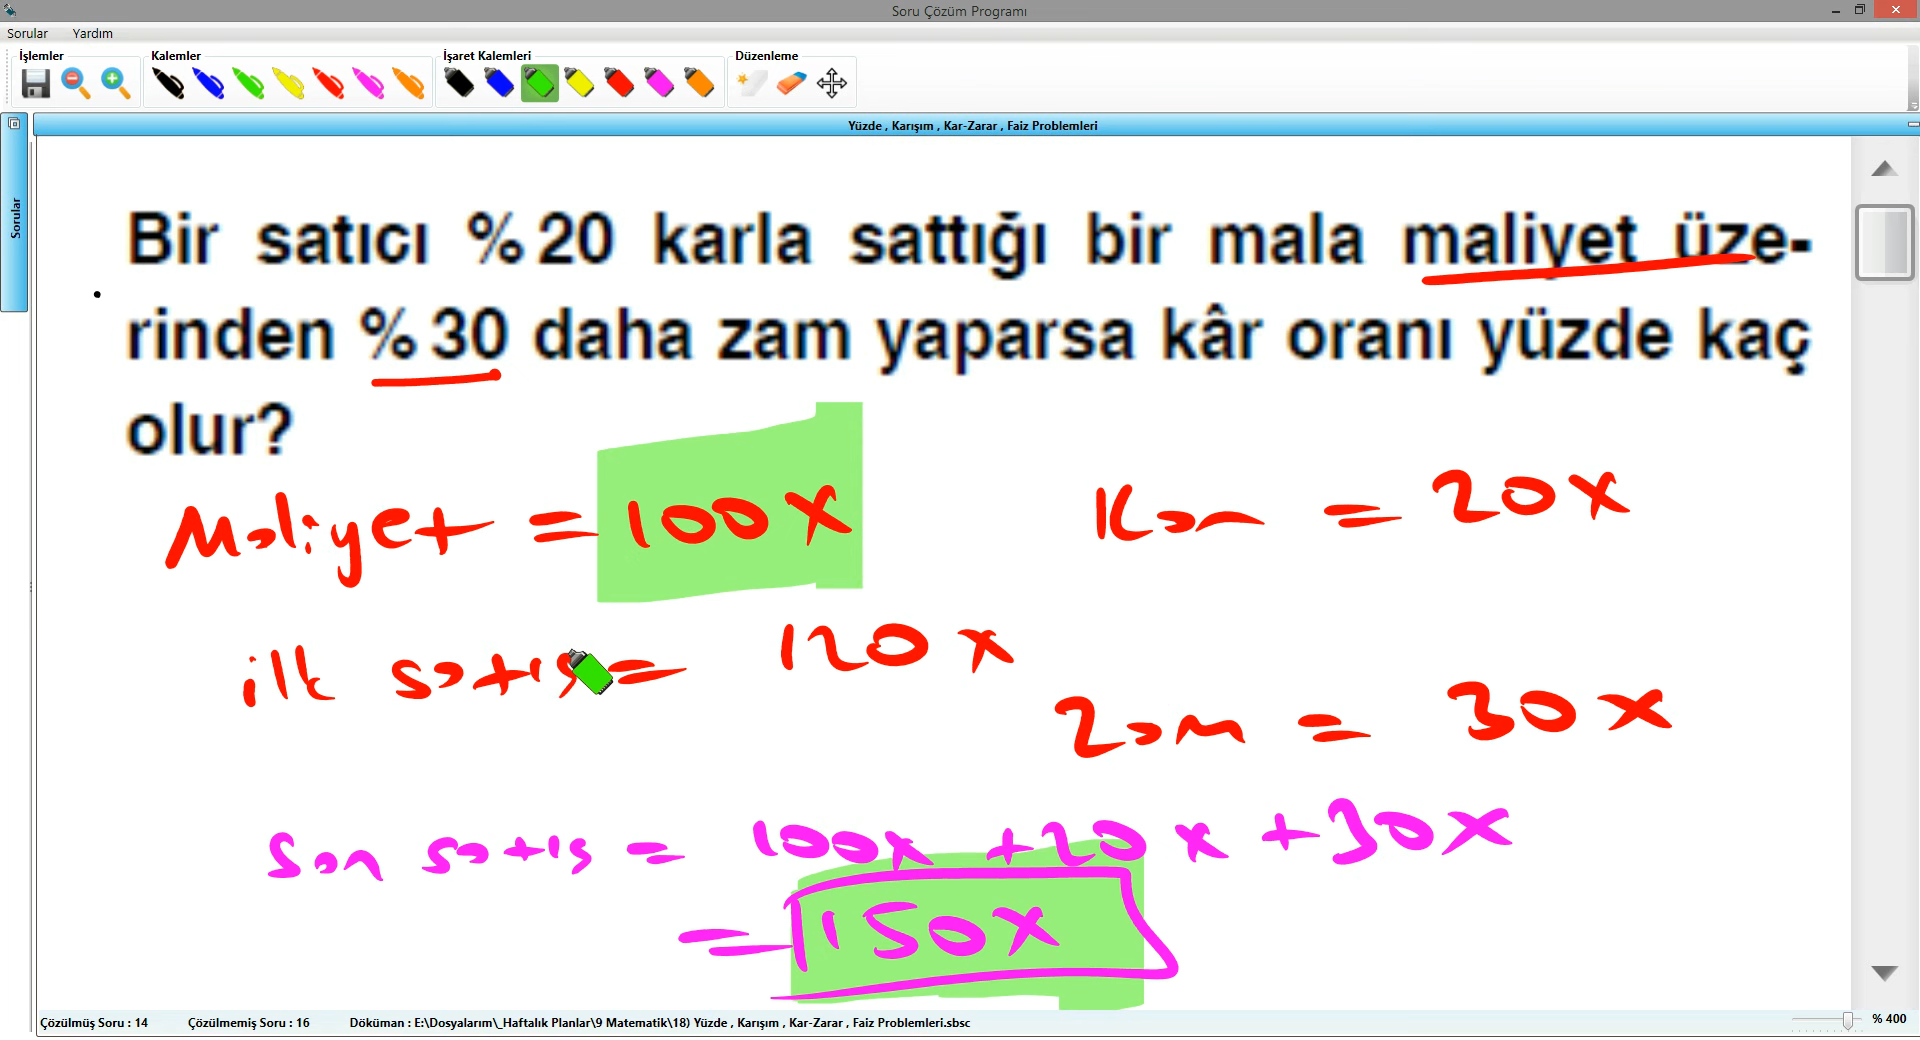 Soru Çözüm Programı
Sorular Yardım
İşlemler Kalemler İşaret Kalemleri Düzenleme
Yüzde , Karışım , Kar-Zarar , Faiz Problemleri
Sorular
Bir satıcı %20 karla sattığı bir mala maliyet üze-
rinden %30 daha zam yaparsa kâr oranı yüzde kaç
olur?
Maliyet = 100x
Kar = 20x
ilk satış = 120x
Zam = 30x
Son satış = 100x + 20x + 30x
= 150x
Çözülmüş Soru : 14 Çözülmemiş Soru : 16 Döküman : E:\Dosyalarım\_Haftalık Planlar\9 Matematik\18) Yüzde , Karışım , Kar-Zarar , Faiz Problemleri.sbsc % 400